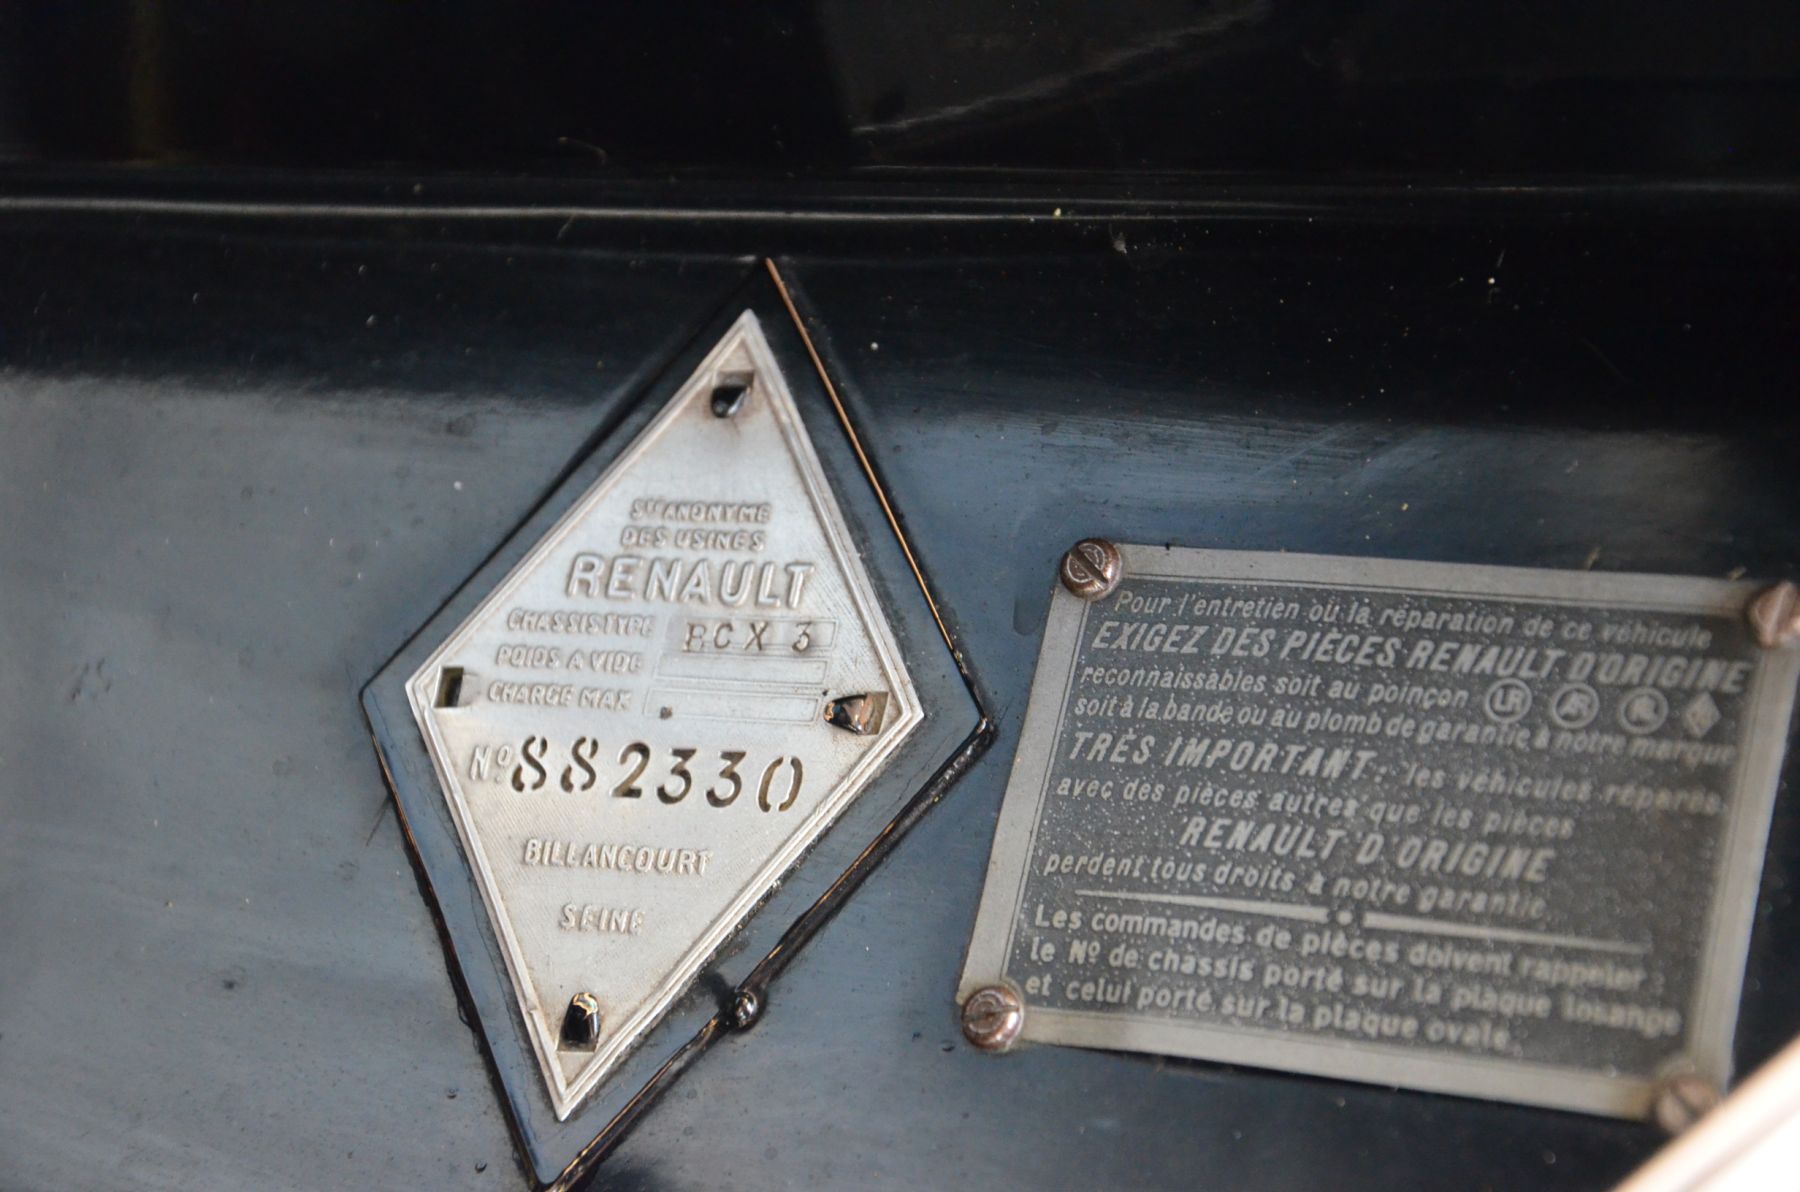 Sté ANONYME
DES USINES
RENAULT
CHASSIS TYPE RCX 3
POIDS A VIDE
CHARGE MAX
Nº 882330
BILLANCOURT
SEINE
Pour l'entretien ou la réparation de ce véhicule
EXIGEZ DES PIÈCES RENAULT D'ORIGINE
reconnaissables soit au poinçon LR AR RL
soit à la bande ou au plomb de garantie à notre marque
TRÈS IMPORTANT. les véhicules réparés
avec des pièces autres que les pièces
RENAULT D'ORIGINE
perdent tous droits à notre garantie.
Les commandes de pièces doivent rappeler :
le Nº de chassis porté sur la plaque losange
et celui porté sur la plaque ovale.